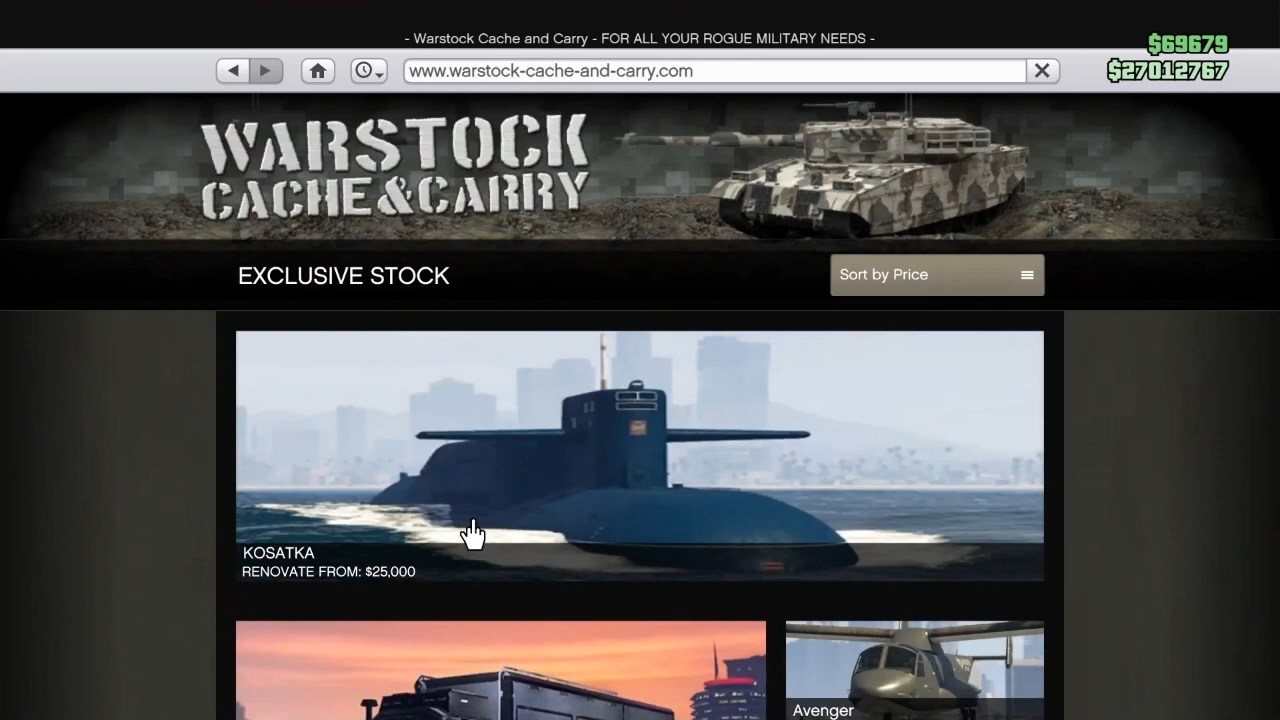 - Warstock Cache and Carry - FOR ALL YOUR ROGUE MILITARY NEEDS -
$69679
www.warstock-cache-and-carry.com
$27012767
WARSTOCK
CACHE&CARRY
EXCLUSIVE STOCK
Sort by Price
KOSATKA
RENOVATE FROM: $25,000
Avenger